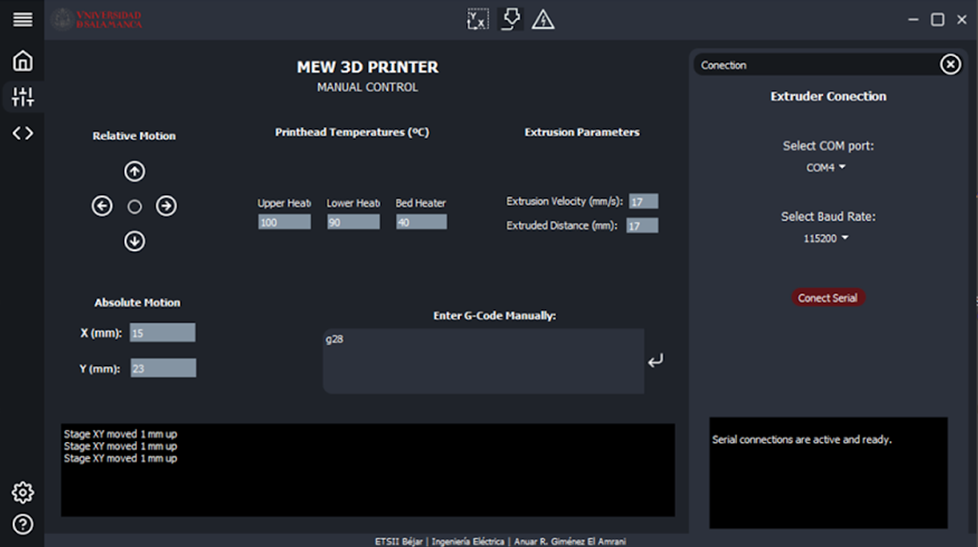 VNiVERSiDAD
D SALAMANCA
Y
X
MEW 3D PRINTER
MANUAL CONTROL
Relative Motion
Printhead Temperatures (ºC)
Extrusion Parameters
Upper Heat
Lower Heat
Bed Heater
100
90
40
Extrusion Velocity (mm/s): 17
Extruded Distance (mm): 17
Absolute Motion
X (mm): 15
Y (mm): 23
Enter G-Code Manually:
g28
Stage XY moved 1 mm up
Stage XY moved 1 mm up
Stage XY moved 1 mm up
Conection
Extruder Conection
Select COM port:
COM4
Select Baud Rate:
115200
Conect Serial
Serial connections are active and ready.
ETSII Béjar | Ingeniería Eléctrica | Anuar R. Giménez El Amrani